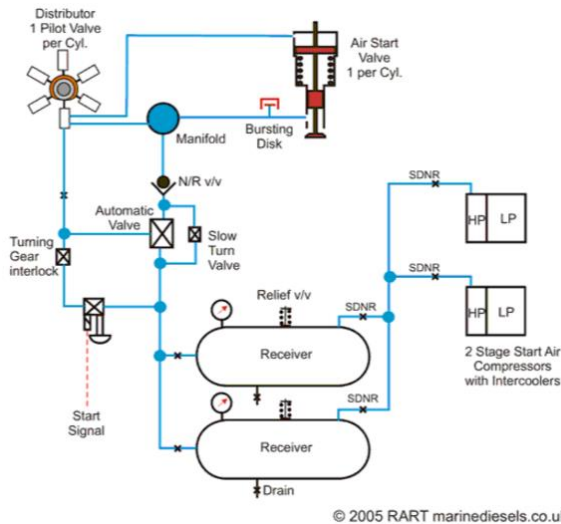 Distributor
1 Pilot Valve
per Cyl.
Air Start
Valve
1 per Cyl.
Manifold
Bursting
Disk
N/R v/v
Automatic
Valve
Slow
Turn
Valve
Turning
Gear
interlock
SDNR
HP
LP
SDNR
HP
LP
Relief v/v
SDNR
Receiver
2 Stage Start Air
Compressors
with Intercoolers
Start
Signal
SDNR
Receiver
Drain
© 2005 RART marinediesels.co.u